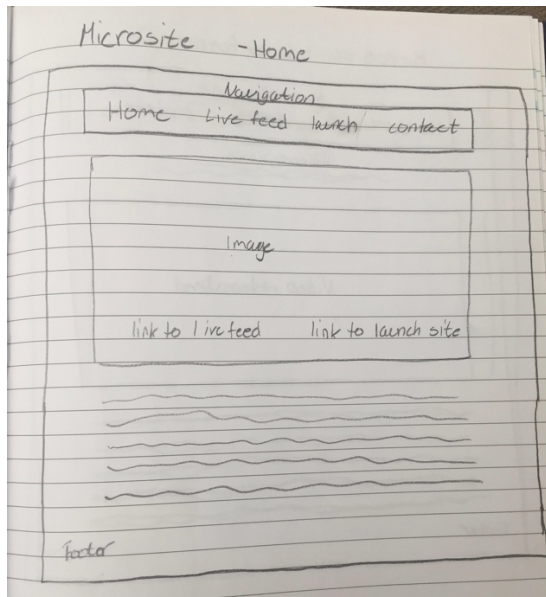 Microsite - Home
Navigation
Home Live feed launch contact
Image
link to live feed link to launch site
Footer